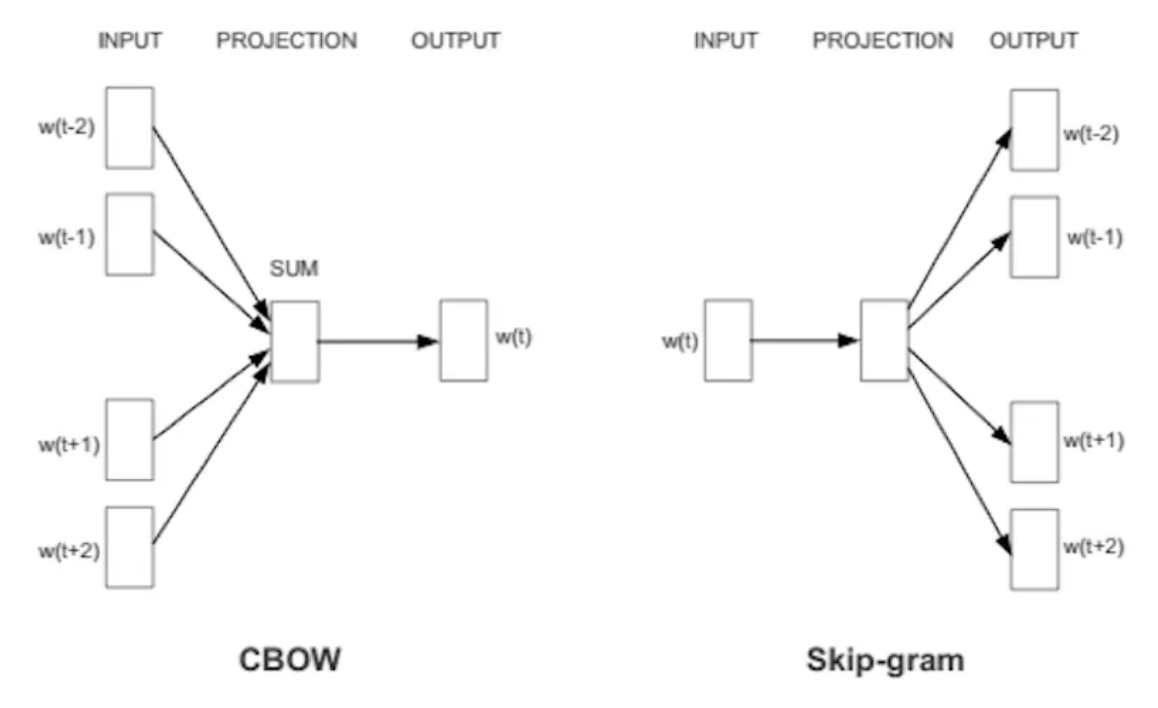 INPUT PROJECTION OUTPUT
w(t-2)
w(t-1)
SUM
w(t)
w(t+1)
w(t+2)
CBOW
INPUT PROJECTION OUTPUT
w(t-2)
w(t-1)
w(t)
w(t+1)
w(t+2)
Skip-gram